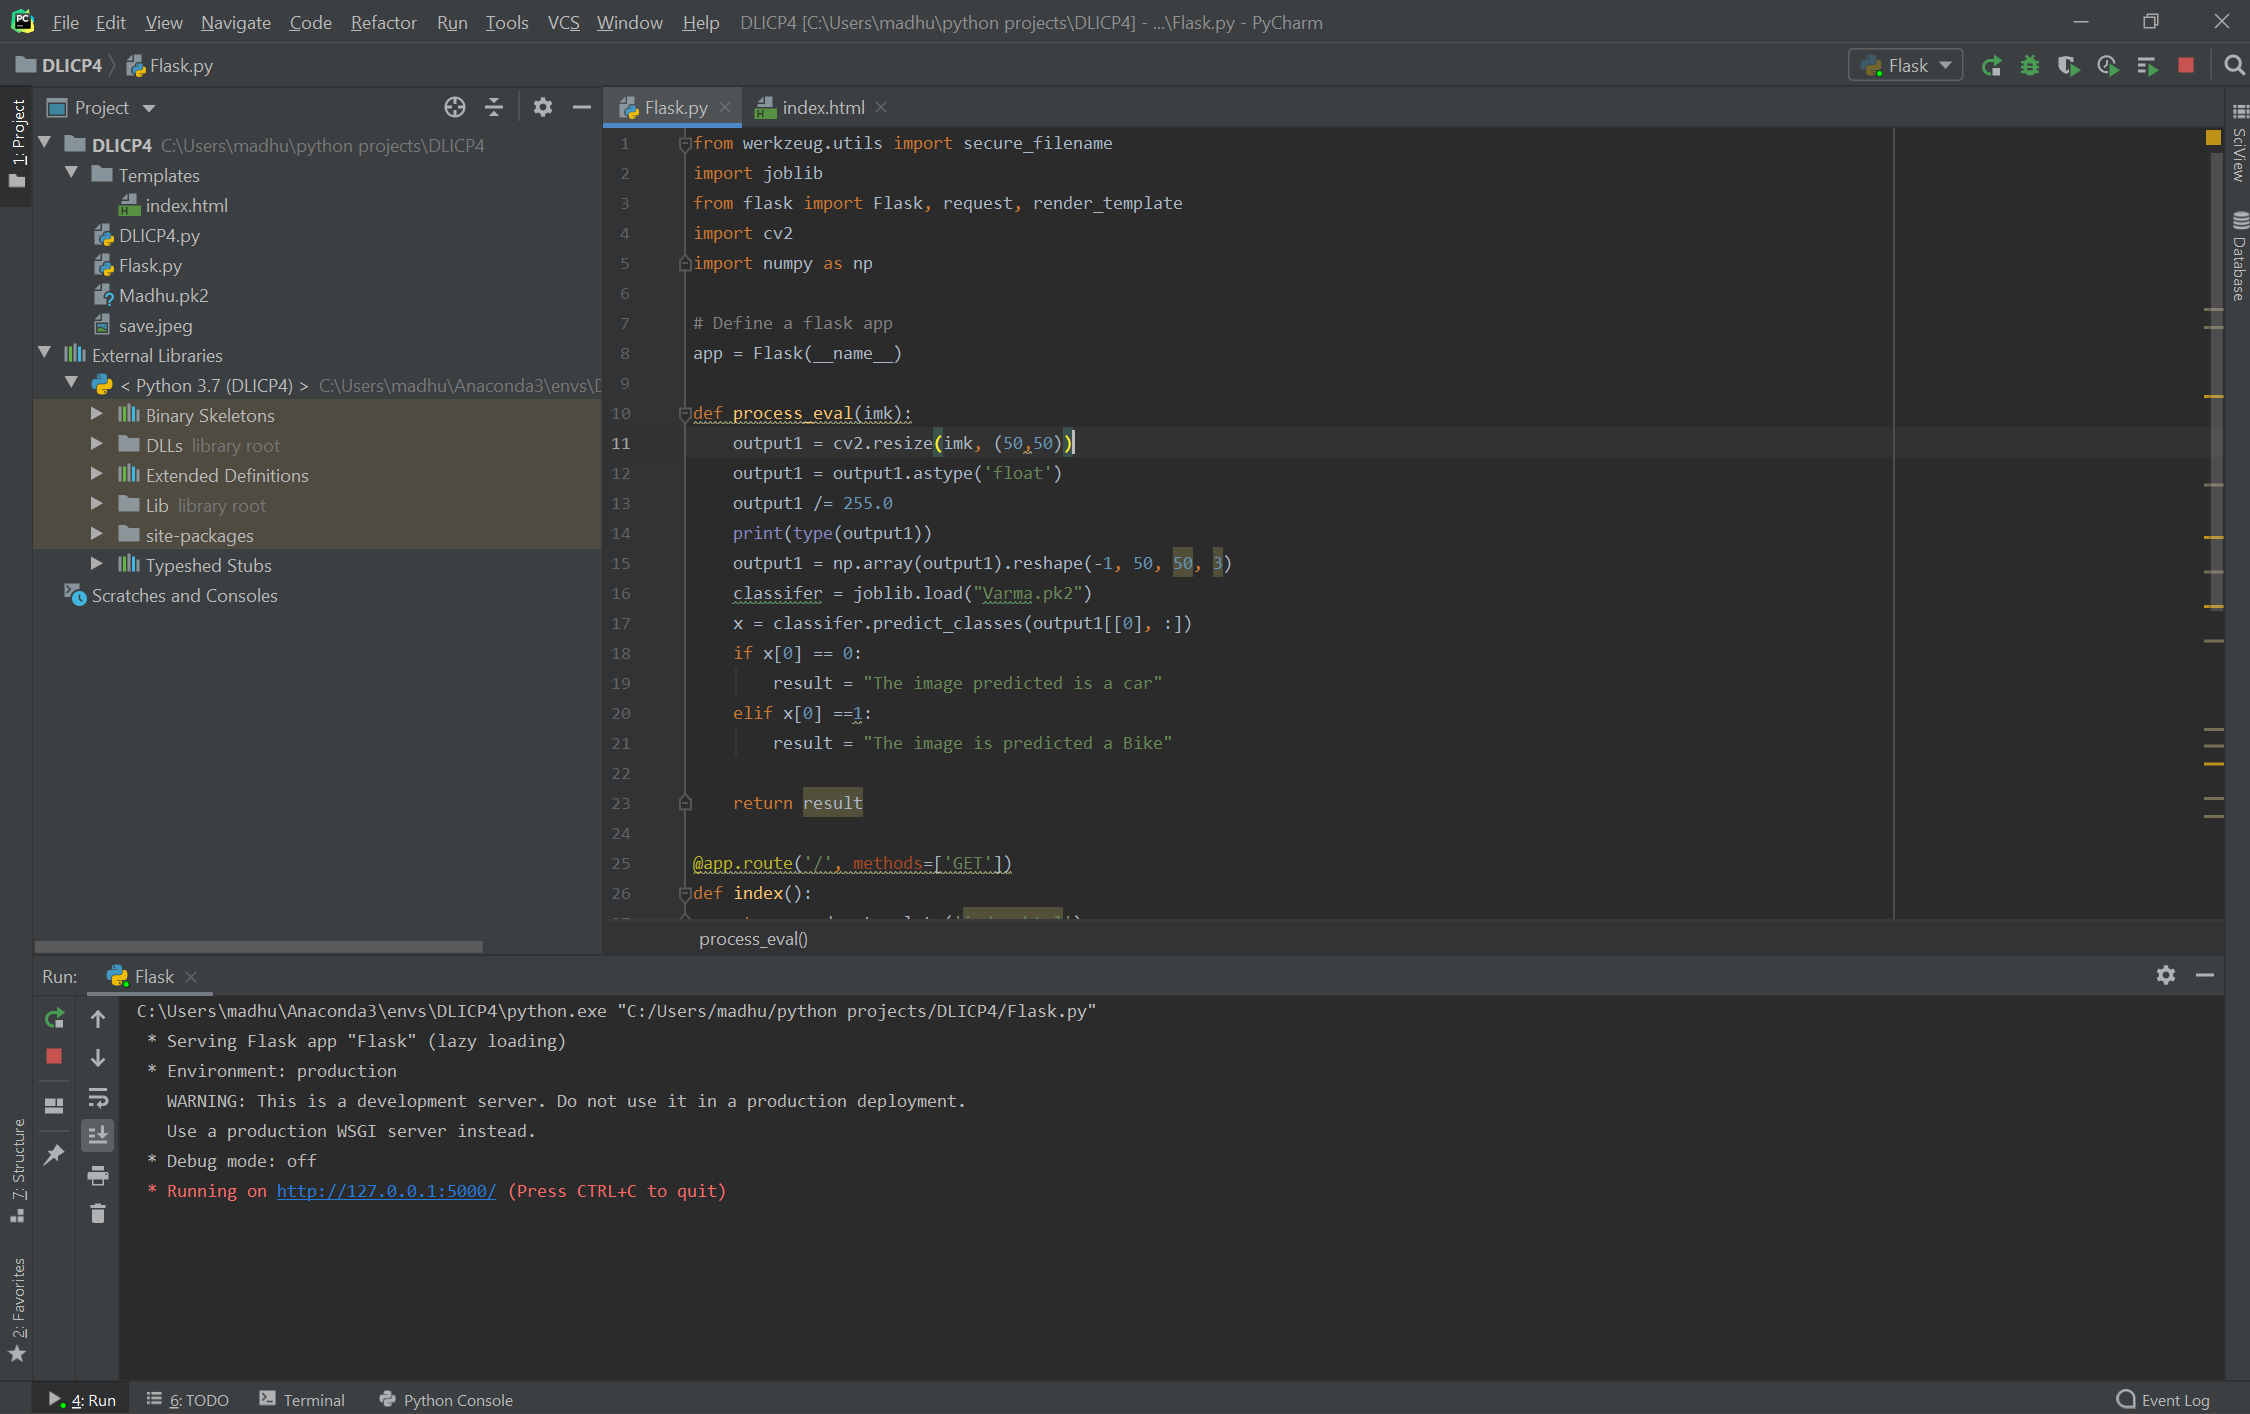 File Edit View Navigate Code Refactor Run Tools VCS Window Help DLICP4 [C:\Users\madhu\python projects\DLICP4] - ...\Flask.py - PyCharm
DLICP4 Flask.py
Flask
1: Project
Project
DLICP4 C:\Users\madhu\python projects\DLICP4
Templates
index.html
DLICP4.py
Flask.py
Madhu.pk2
save.jpeg
External Libraries
< Python 3.7 (DLICP4) > C:\Users\madhu\Anaconda3\envs\D
Binary Skeletons
DLLs library root
Extended Definitions
Lib library root
site-packages
Typeshed Stubs
Scratches and Consoles
Flask.py index.html
1 from werkzeug.utils import secure_filename
2 import joblib
3 from flask import Flask, request, render_template
4 import cv2
5 import numpy as np
6
7 # Define a flask app
8 app = Flask(__name__)
9
10 def process_eval(imk):
11 output1 = cv2.resize(imk, (50,50))
12 output1 = output1.astype('float')
13 output1 /= 255.0
14 print(type(output1))
15 output1 = np.array(output1).reshape(-1, 50, 50, 3)
16 classifer = joblib.load("Varma.pk2")
17 x = classifer.predict_classes(output1[[0], :])
18 if x[0] == 0:
19 result = "The image predicted is a car"
20 elif x[0] ==1:
21 result = "The image is predicted a Bike"
22
23 return result
24
25 @app.route('/', methods=['GET'])
26 def index():
process_eval()
SciView
Database
Run: Flask
C:\Users\madhu\Anaconda3\envs\DLICP4\python.exe "C:/Users/madhu/python projects/DLICP4/Flask.py"
* Serving Flask app "Flask" (lazy loading)
* Environment: production
WARNING: This is a development server. Do not use it in a production deployment.
Use a production WSGI server instead.
* Debug mode: off
* Running on http://127.0.0.1:5000/ (Press CTRL+C to quit)
7: Structure
2: Favorites
4: Run 6: TODO Terminal Python Console Event Log